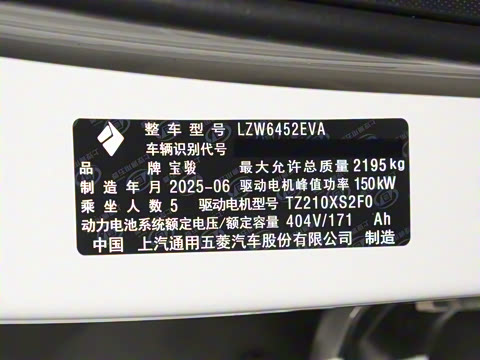 整车型号 LZW6452EVA
车辆识别代号
品 牌 宝骏 最大允许总质量 2195kg
制造年月 2025-06 驱动电机峰值功率 150kW
乘坐人数 5 驱动电机型号 TZ210XS2F0
动力电池系统额定电压/额定容量 404V/171 Ah
中国 上汽通用五菱汽车股份有限公司 制造